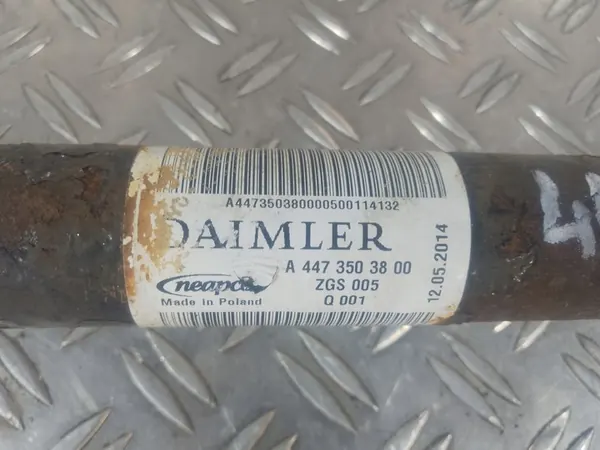 A447350380000500114132
DAIMLER
A 447 350 38 00
neapco
ZGS 005
Made in Poland
Q 001
12.05.2014